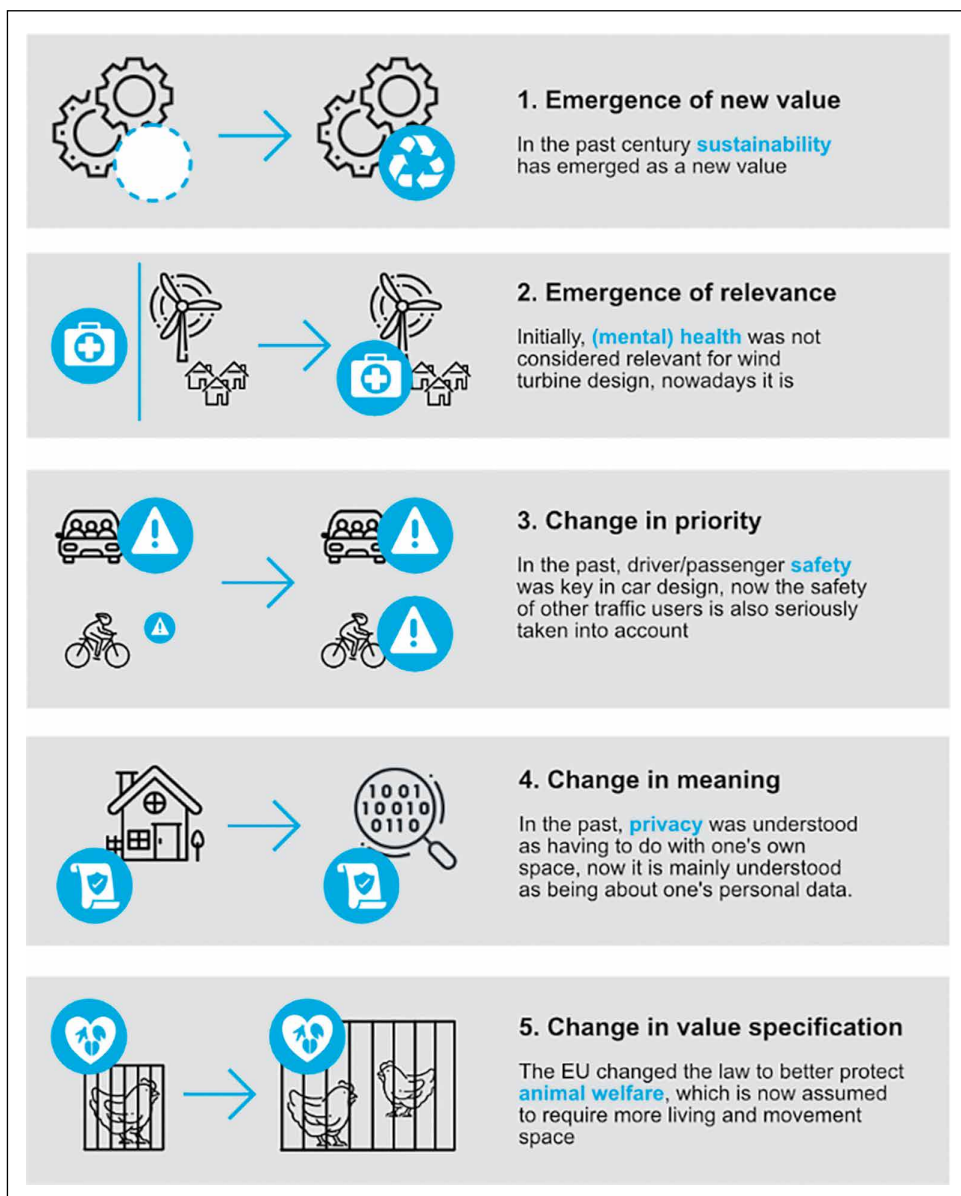 1. Emergence of new value
In the past century sustainability
has emerged as a new value
2. Emergence of relevance
Initially, (mental) health was not
considered relevant for wind
turbine design, nowadays it is
3. Change in priority
In the past, driver/passenger safety
was key in car design, now the safety
of other traffic users is also seriously
taken into account
1001
10010
0110
4. Change in meaning
In the past, privacy was understood
as having to do with one's own
space, now it is mainly understood
as being about one's personal data.
5. Change in value specification
The EU changed the law to better protect
animal welfare, which is now assumed
to require more living and movement
space